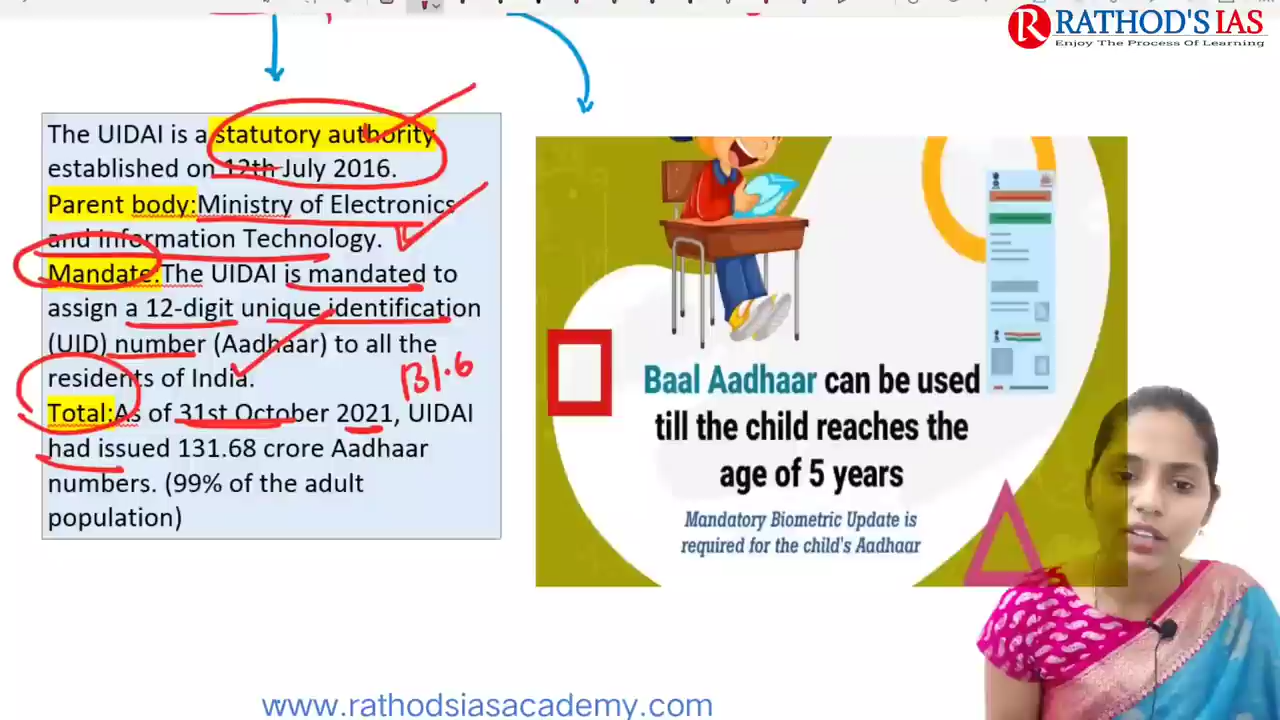 RATHOD'S IAS
Enjoy The Process Of Learning
The UIDAI is a statutory authority
established on 12th July 2016.
Parent body:Ministry of Electronics
and Information Technology.
Mandate:The UIDAI is mandated to
assign a 12-digit unique identification
(UID) number (Aadhaar) to all the
residents of India.
131.6
Total:As of 31st October 2021, UIDAI
had issued 131.68 crore Aadhaar
numbers. (99% of the adult
population)
Baal Aadhaar can be used
till the child reaches the
age of 5 years
Mandatory Biometric Update is
required for the child's Aadhaar
www.rathodsiasacademy.com